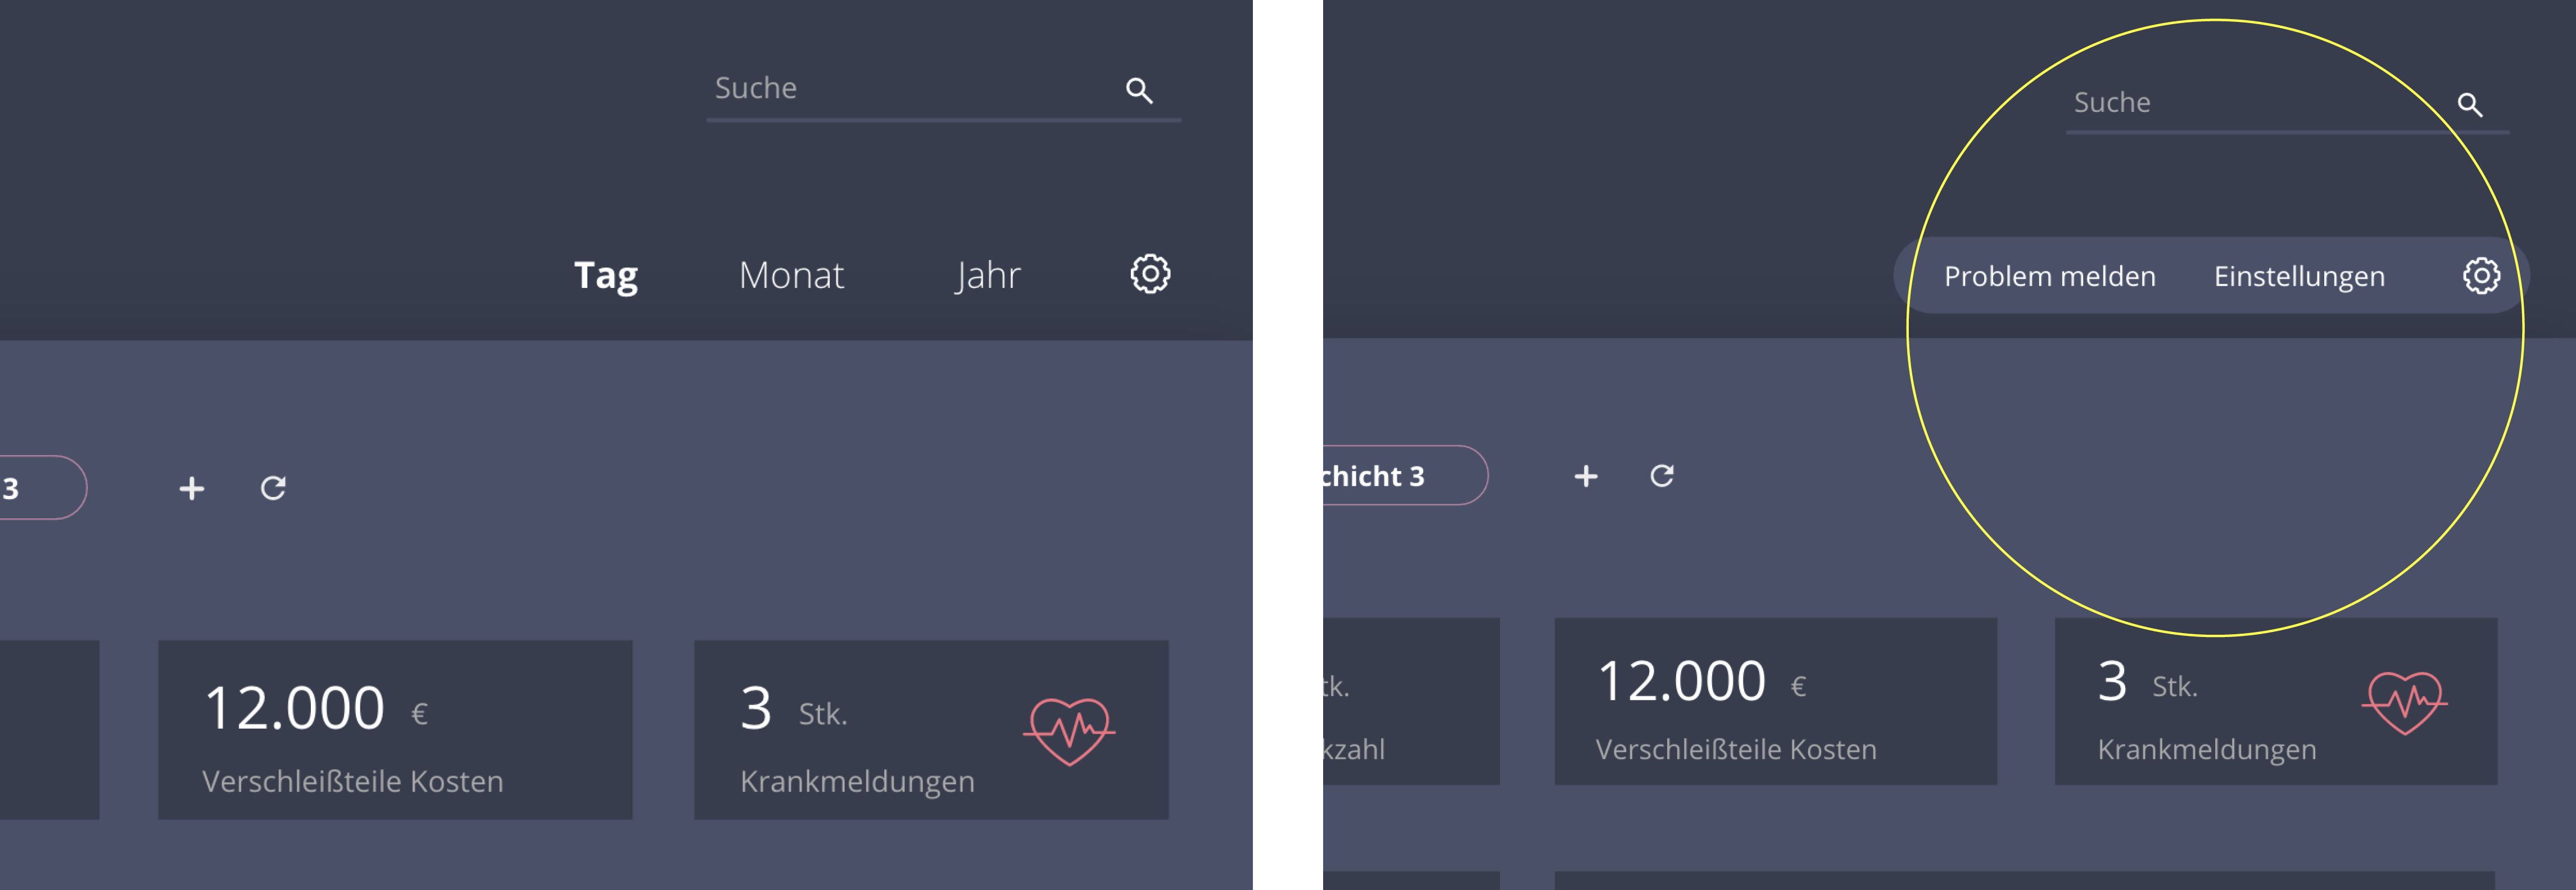 Suche
Tag Monat Jahr
3
12.000 €
Verschleißteile Kosten
3 Stk.
Krankmeldungen
Suche
Problem melden Einstellungen
chicht 3
tk.
kzahl
12.000 €
Verschleißteile Kosten
3 Stk.
Krankmeldungen